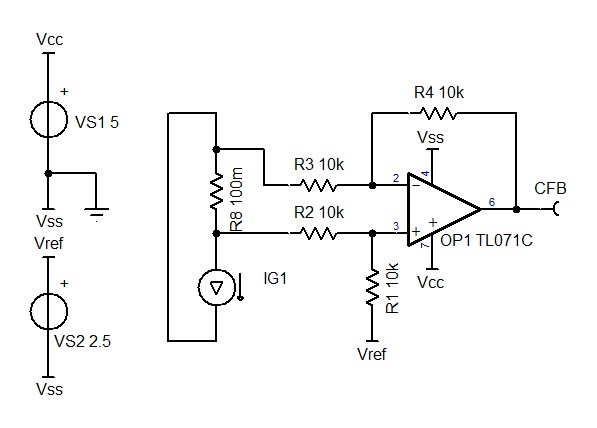 Vcc
+
VS1 5
Vss
Vref
+
VS2 2.5
Vss
R8 100m
IG1
R3 10k
R2 10k
R4 10k
Vss
4
2
-
3
+
+
7
6
OP1 TL071C
Vcc
CFB
R1 10k
Vref